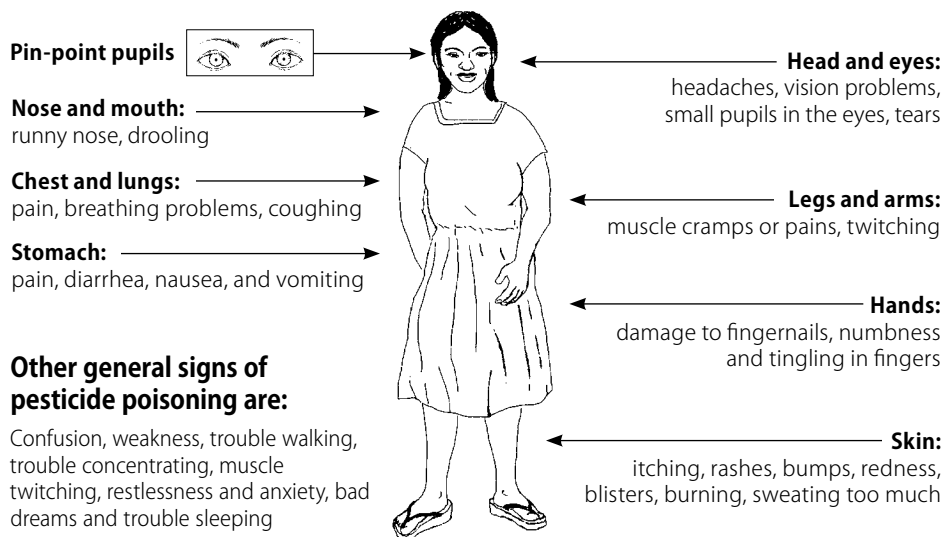 Pin-point pupils
Nose and mouth:
runny nose, drooling
Chest and lungs:
pain, breathing problems, coughing
Stomach:
pain, diarrhea, nausea, and vomiting
Other general signs of
pesticide poisoning are:
Confusion, weakness, trouble walking,
trouble concentrating, muscle
twitching, restlessness and anxiety, bad
dreams and trouble sleeping
Head and eyes:
headaches, vision problems,
small pupils in the eyes, tears
Legs and arms:
muscle cramps or pains, twitching
Hands:
damage to fingernails, numbness
and tingling in fingers
Skin:
itching, rashes, bumps, redness,
blisters, burning, sweating too much